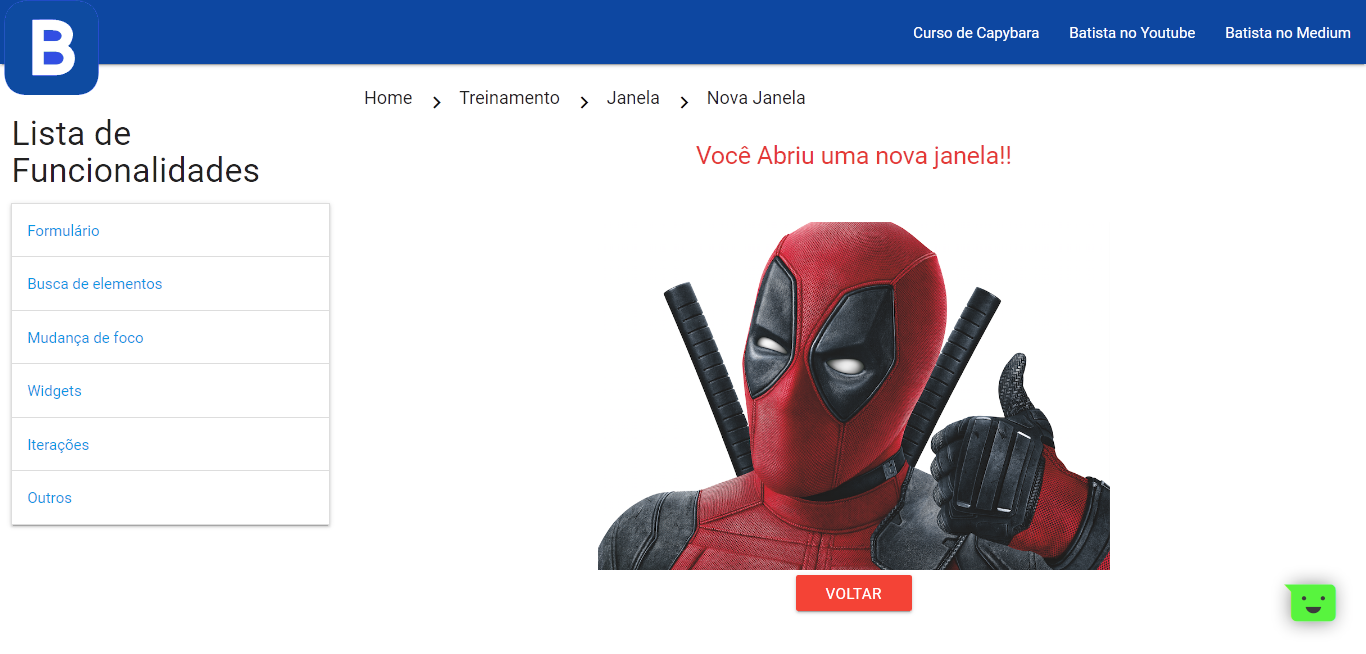 B
Curso de Capybara Batista no Youtube Batista no Medium
Home Treinamento Janela Nova Janela
Lista de
Funcionalidades
Formulário
Busca de elementos
Mudança de foco
Widgets
Iterações
Outros
Você Abriu uma nova janela!!
VOLTAR